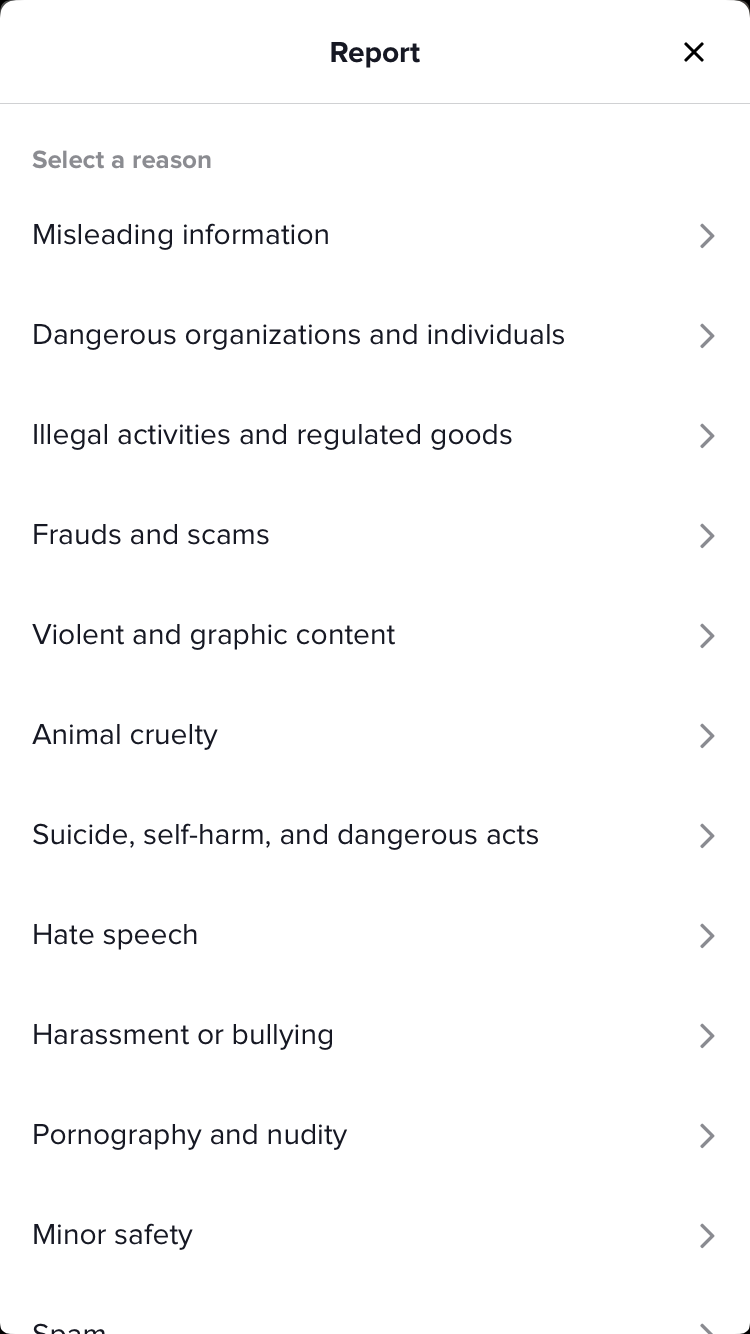 Report
Select a reason
Misleading information
Dangerous organizations and individuals
Illegal activities and regulated goods
Frauds and scams
Violent and graphic content
Animal cruelty
Suicide, self-harm, and dangerous acts
Hate speech
Harassment or bullying
Pornography and nudity
Minor safety
Spam